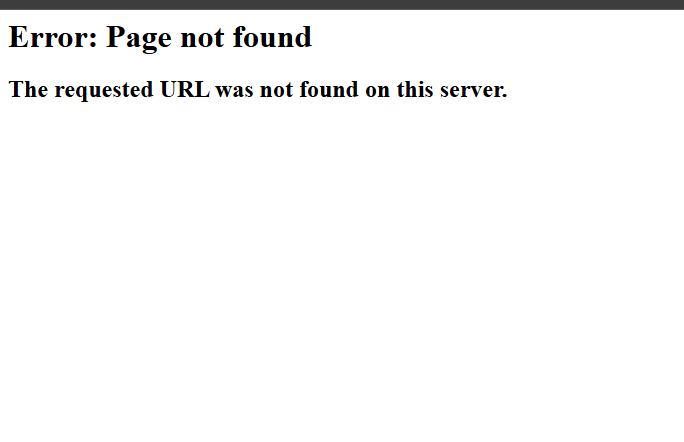 Error: Page not found
The requested URL was not found on this server.